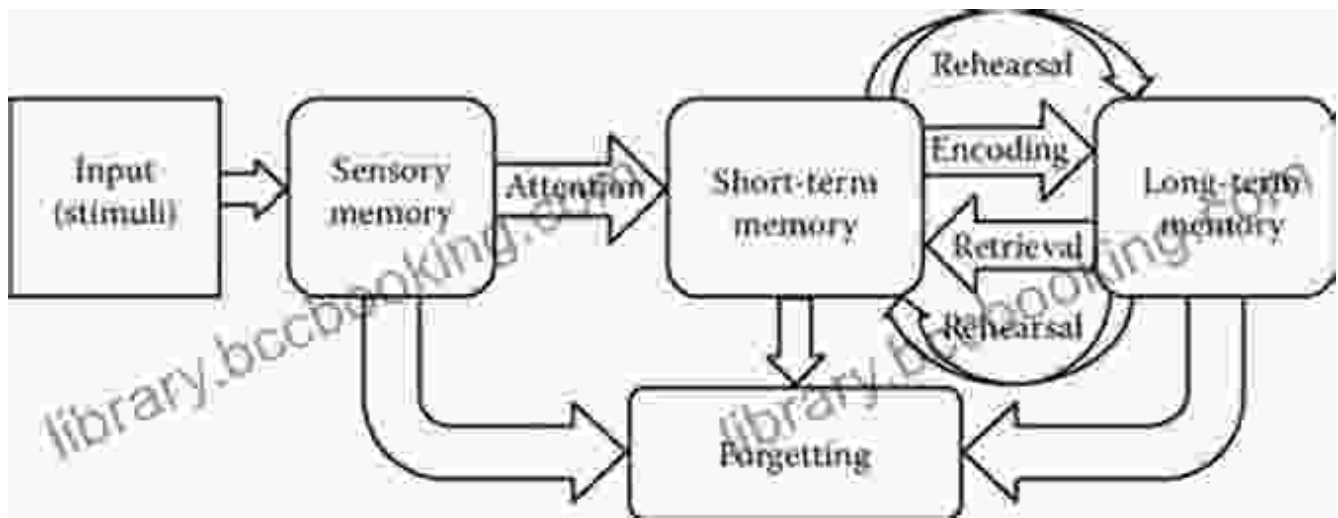 Input
(stimuli)
Sensory
memory
Attention
Short-term
memory
Rehearsal
Encoding
Retrieval
Rehearsal
Long-term
memory
Forgetting
library.bccbooking.com
library.bccbooking.com